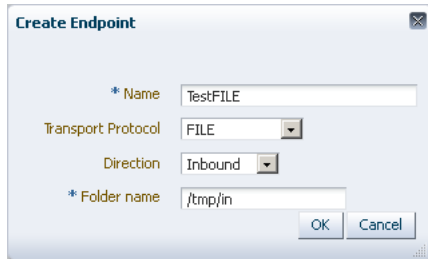 Create Endpoint
* Name TestFILE
Transport Protocol FILE
Direction Inbound
* Folder name /tmp/in
OK Cancel